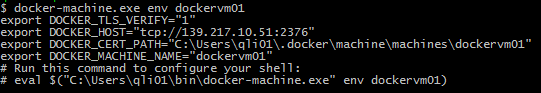 # docker-machine.exe env dockervm01
export DOCKER_TLS_VERIFY="1"
export DOCKER_HOST="tcp://139.217.10.51:2376"
export DOCKER_CERT_PATH="C:\Users\qli01\.docker\machine\machines\dockervm01"
export DOCKER_MACHINE_NAME="dockervm01"
# Run this command to configure your shell:
# eval $("C:\Users\qli01\bin\docker-machine.exe" env dockervm01)